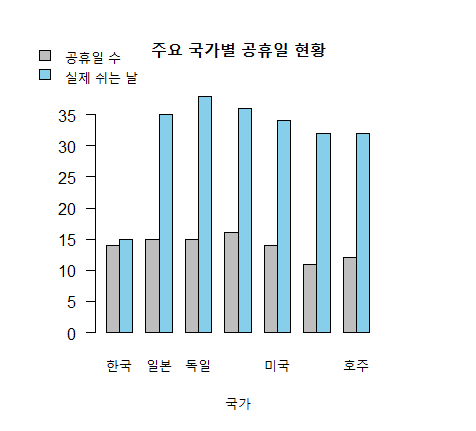 주요 국가별 공휴일 현황
공휴일 수
실제 쉬는 날
35
30
25
20
15
10
5
0
한국 일본 독일 미국 호주
국가